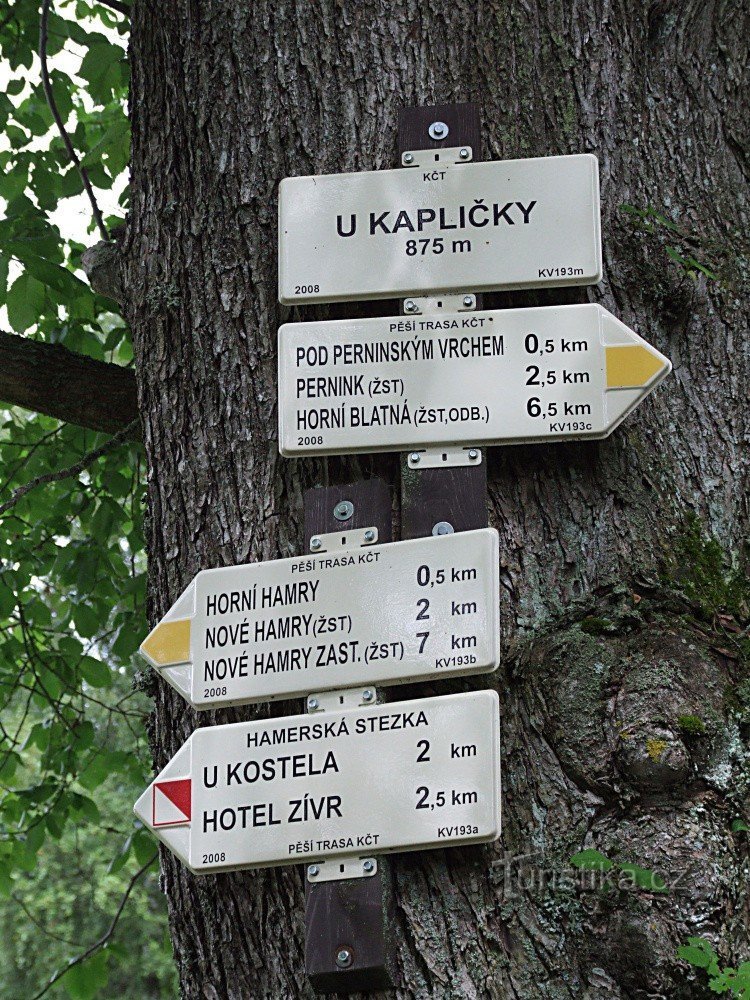 KČT
U KAPLIČKY
875 m
2008 KV193m
PĚŠÍ TRASA KČT
POD PERNINSKÝM VRCHEM 0,5 km
PERNINK (ŽST) 2,5 km
HORNÍ BLATNÁ (ŽST,ODB.) 6,5 km
2008 KV193c
PĚŠÍ TRASA KČT
HORNÍ HAMRY 0,5 km
NOVÉ HAMRY (ŽST) 2 km
NOVÉ HAMRY ZAST. (ŽST) 7 km
2008 KV193b
HAMERSKÁ STEZKA
U KOSTELA 2 km
HOTEL ZÍVR 2,5 km
2008 PĚŠÍ TRASA KČT KV193a
©Turistika.cz